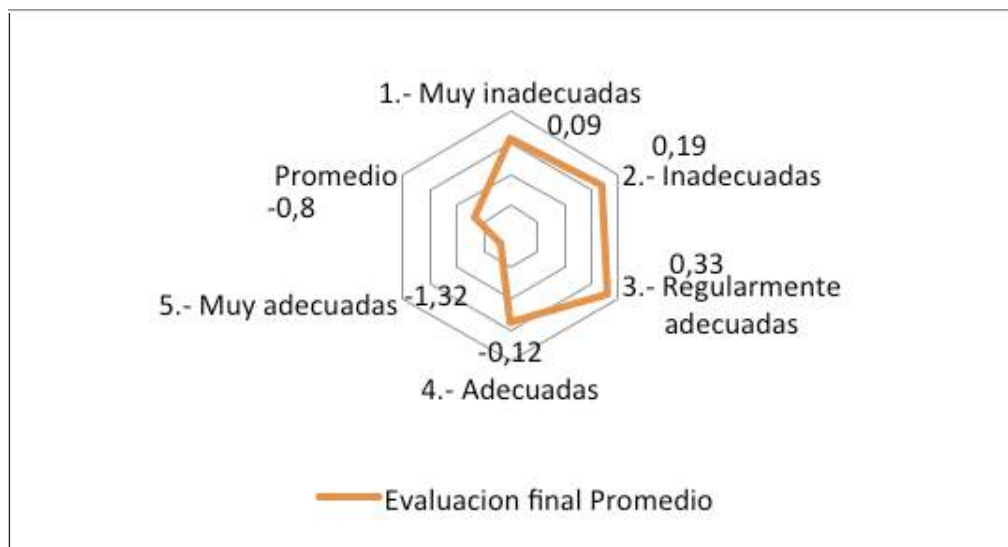 1.- Muy inadecuadas
0,09
0,19
2.- Inadecuadas
Promedio
-0,8
0,33
3.- Regularmente
adecuadas
5.- Muy adecuadas
-1,32
-0,12
4.- Adecuadas
Evaluacion final Promedio